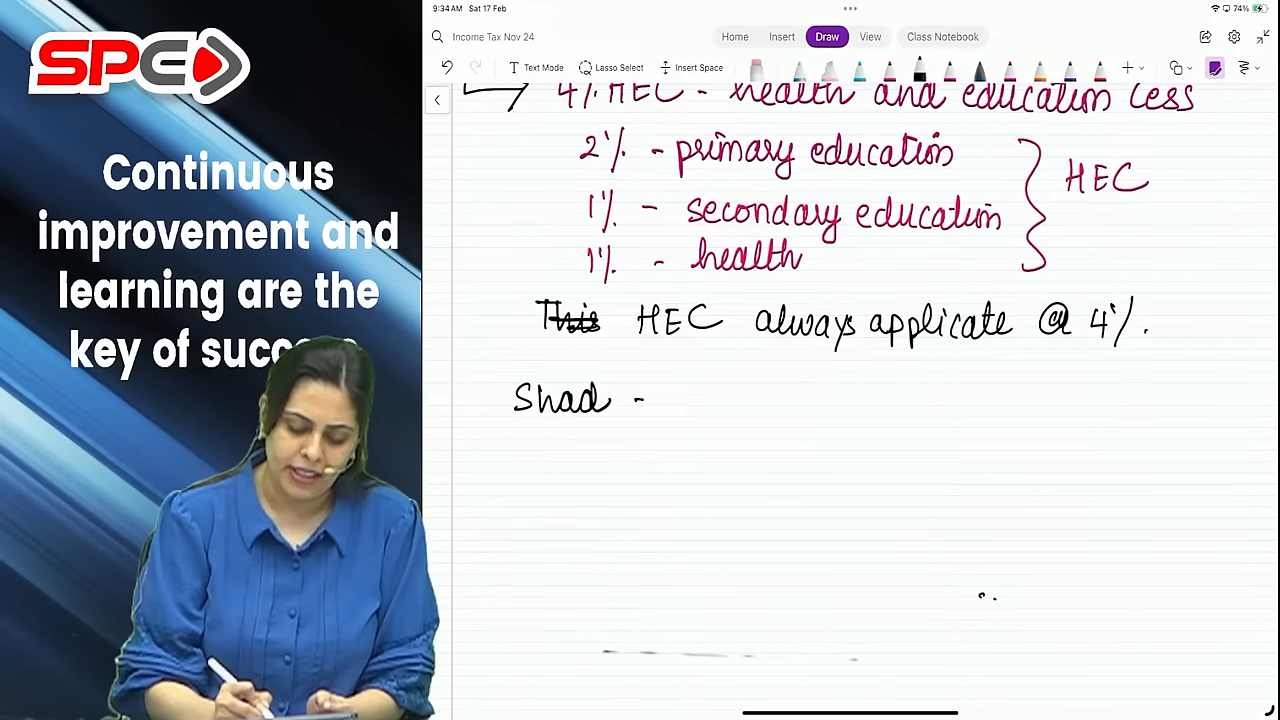 9:34 AM Sat 17 Feb
74%
SPE
Income Tax Nov 24
Home Insert Draw View Class Notebook
Text Mode Lasso Select Insert Space
Continuous
improvement and
learning are the
key of success
4% HEC - health and education cess
2% - primary education
1% - secondary education
HEC
1% - health
This HEC always applicate @ 4%.
Shad -